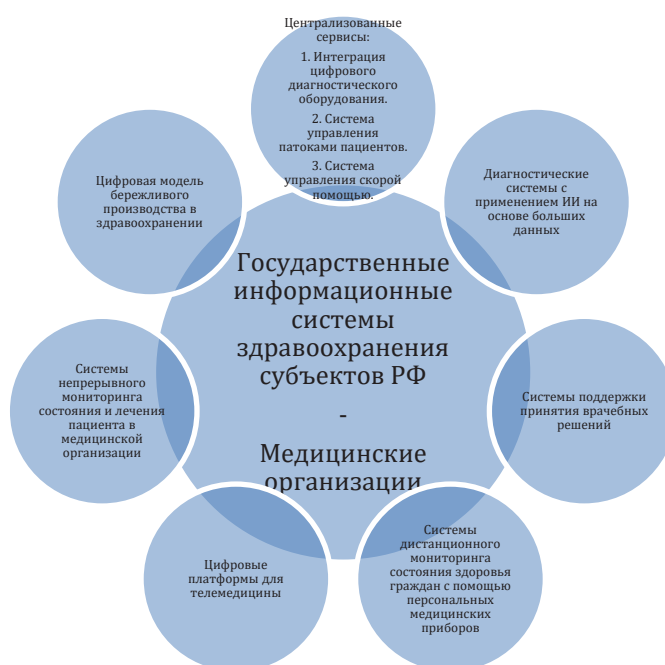 Централизованные
сервисы:
1. Интеграция
цифрового
диагностического
оборудования.
2. Система
управления
патоками пациентов.
3. Система
управления скорой
помощью.
Диагностические
системы с
применением ИИ на
основе больших
данных
Системы поддержки
принятия врачебных
решений
Системы
дистанционного
мониторинга
состояния здоровья
граждан с помощью
персональных
медицинских
приборов
Цифровые
платформы для
телемедицины
Системы
непрерывного
мониторинга
состояния и лечения
пациента в
медицинской
организации
Цифровая модель
бережливого
производства в
здравоохранении
Государственные
информационные
системы
здравоохранения
субъектов РФ
-
Медицинские
организации